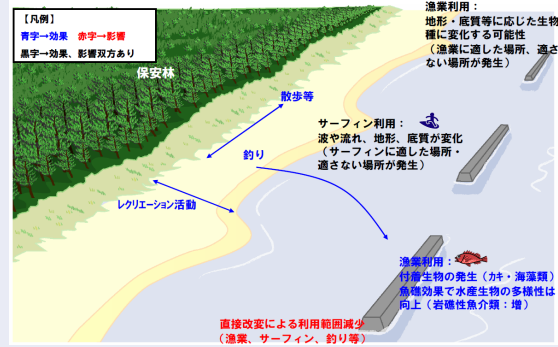 【凡例】
青字→効果　赤字→影響
黒字→効果、影響双方あり
漁業利用：
地形・底質等に応じた生物
種に変化する可能性
（漁業に適した場所、適さ
ない場所が発生）
保安林
散歩等
サーフィン利用：
波や流れ、地形、底質が変化
（サーフィンに適した場所・
適さない場所が発生）
釣り
レクリエーション活動
漁業利用：
付着生物の発生（カキ・海藻類）
魚礁効果で水産生物の多様性は
向上（岩礁性魚介類：増）
直接改変による利用範囲減少
（漁業、サーフィン、釣り等）